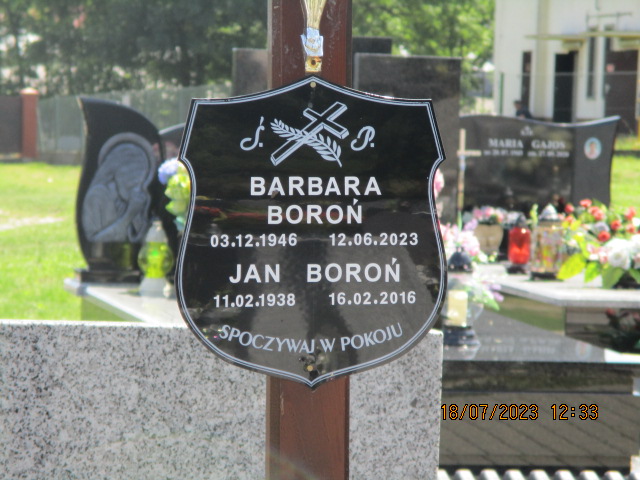 Ś. P.
BARBARA
BOROŃ
03.12.1946 12.06.2023
JAN BOROŃ
11.02.1938 16.02.2016
SPOCZYWAJ W POKOJU
MARIA GAJOS
18/07/2023 12:33